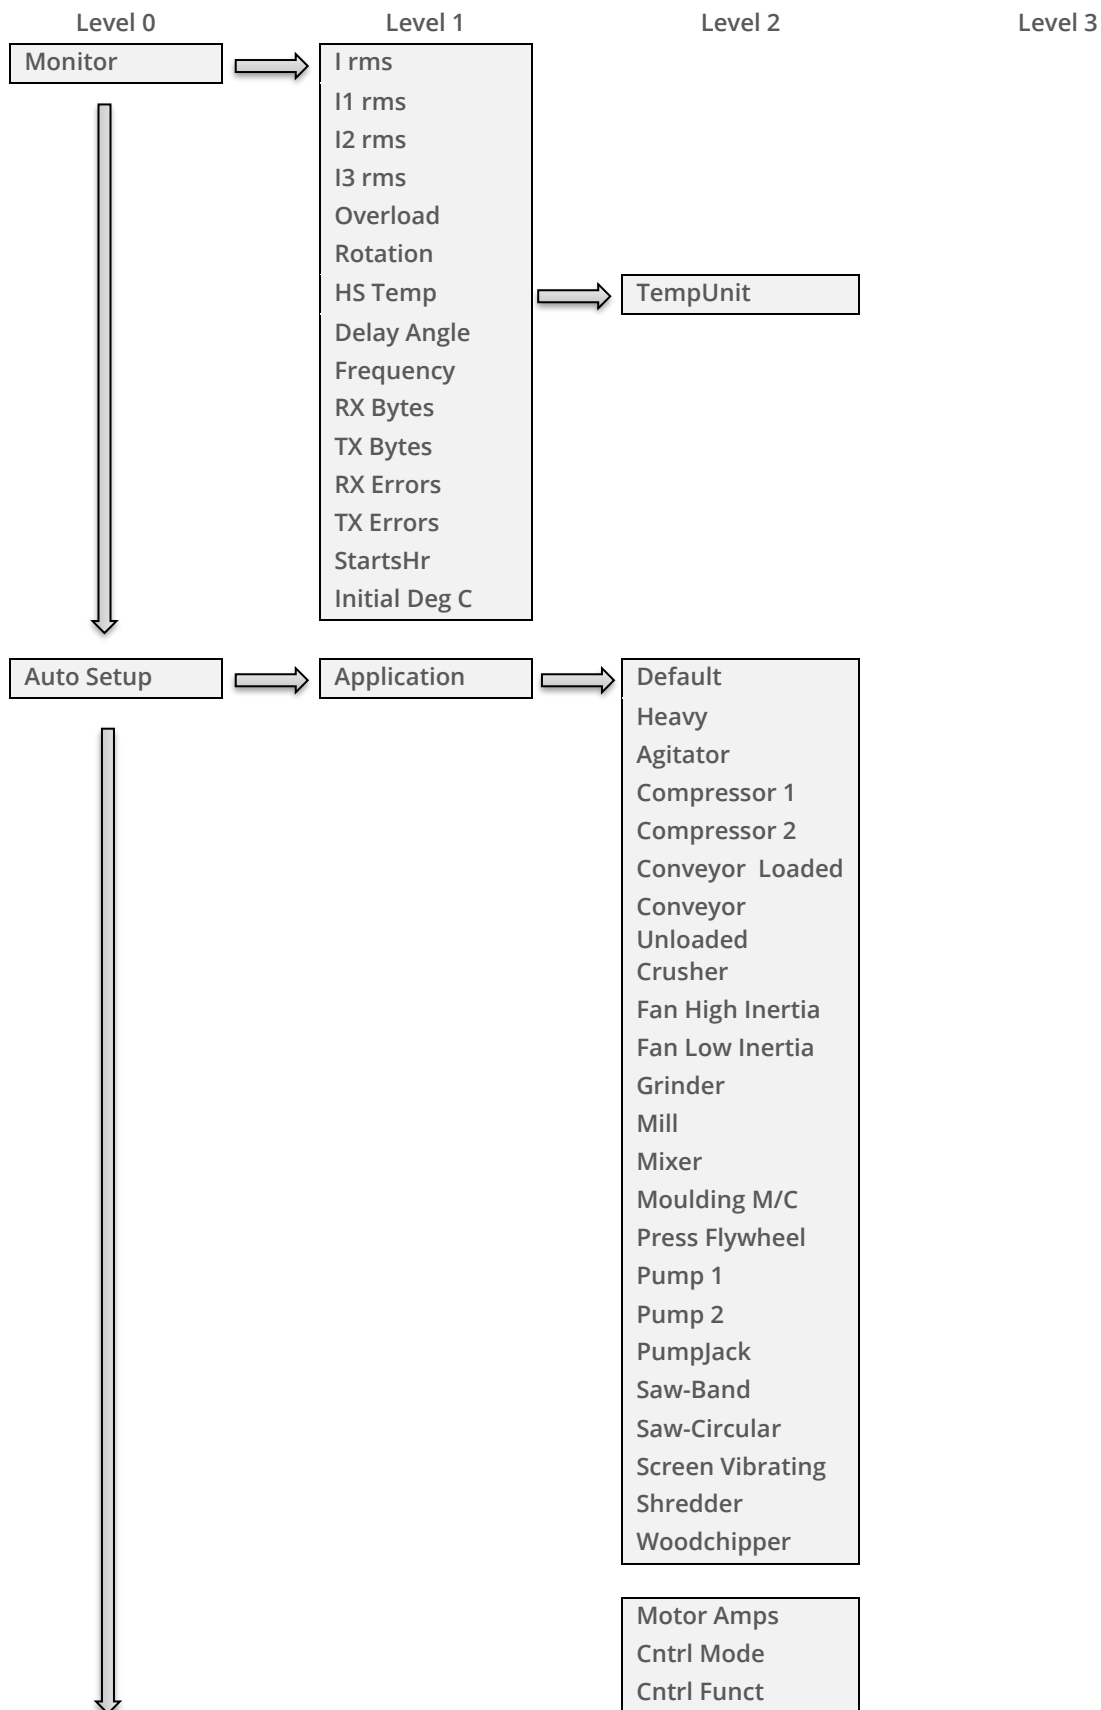 Level 0 Level 1 Level 2 Level 3
Monitor
I rms
I1 rms
I2 rms
I3 rms
Overload
Rotation
HS Temp
TempUnit
Delay Angle
Frequency
RX Bytes
TX Bytes
RX Errors
TX Errors
StartsHr
Initial Deg C
Auto Setup
Application
Default
Heavy
Agitator
Compressor 1
Compressor 2
Conveyor  Loaded
Conveyor
Unloaded
Crusher
Fan High Inertia
Fan Low Inertia
Grinder
Mill
Mixer
Moulding M/C
Press Flywheel
Pump 1
Pump 2
PumpJack
Saw-Band
Saw-Circular
Screen Vibrating
Shredder
Woodchipper
Motor Amps
Cntrl Mode
Cntrl Funct